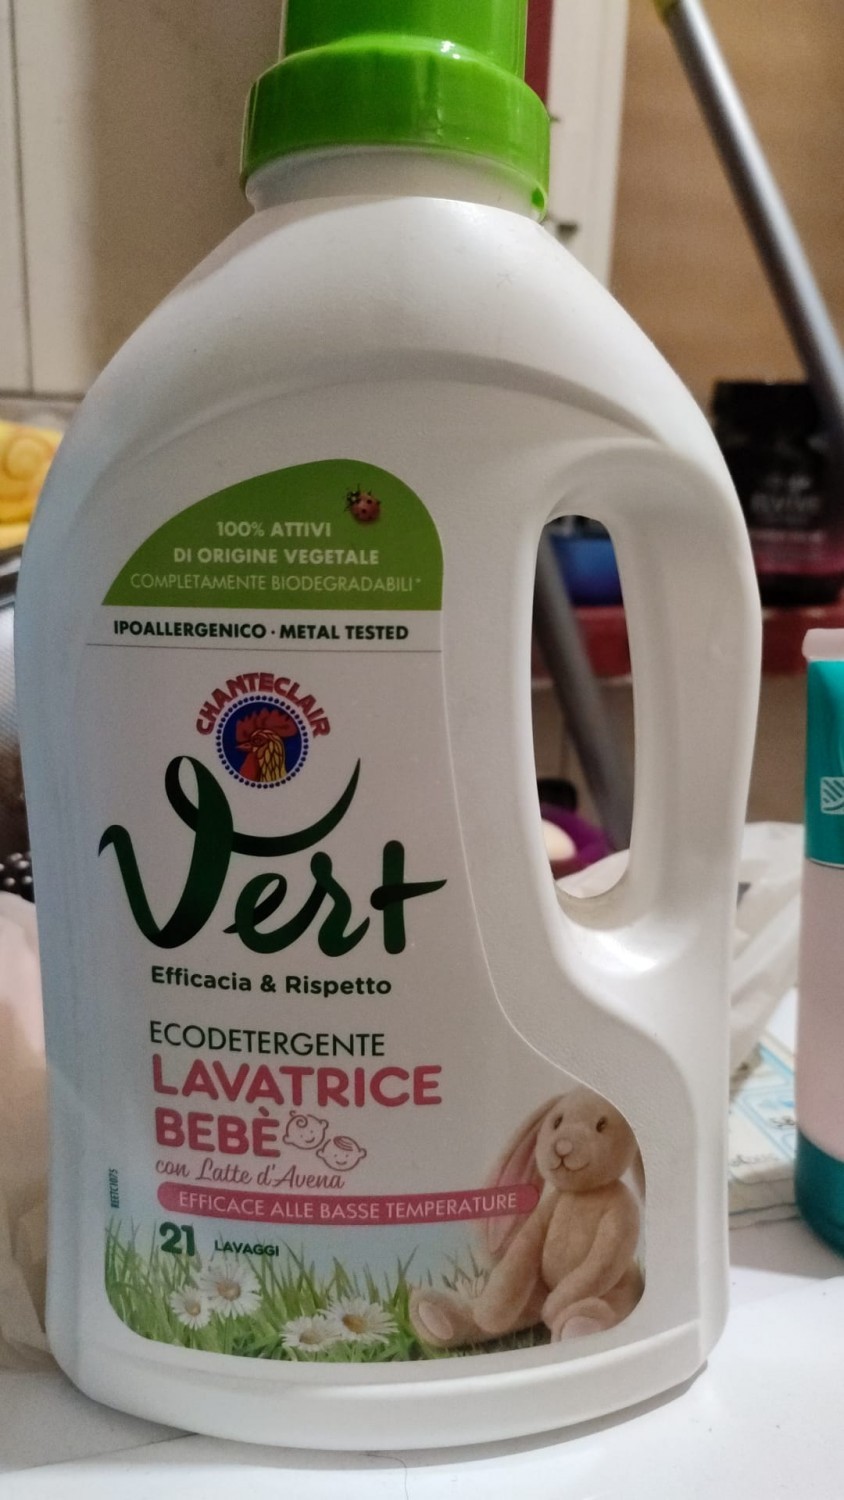 100% ATTIVI
DI ORIGINE VEGETALE
COMPLETAMENTE BIODEGRADABILI*
IPOALLERGENICO · METAL TESTED
CHANTECLAIR
Vert
Efficacia & Rispetto
ECODETERGENTE
LAVATRICE
BEBÈ
con Latte d'Avena
EFFICACE ALLE BASSE TEMPERATURE
21 LAVAGGI